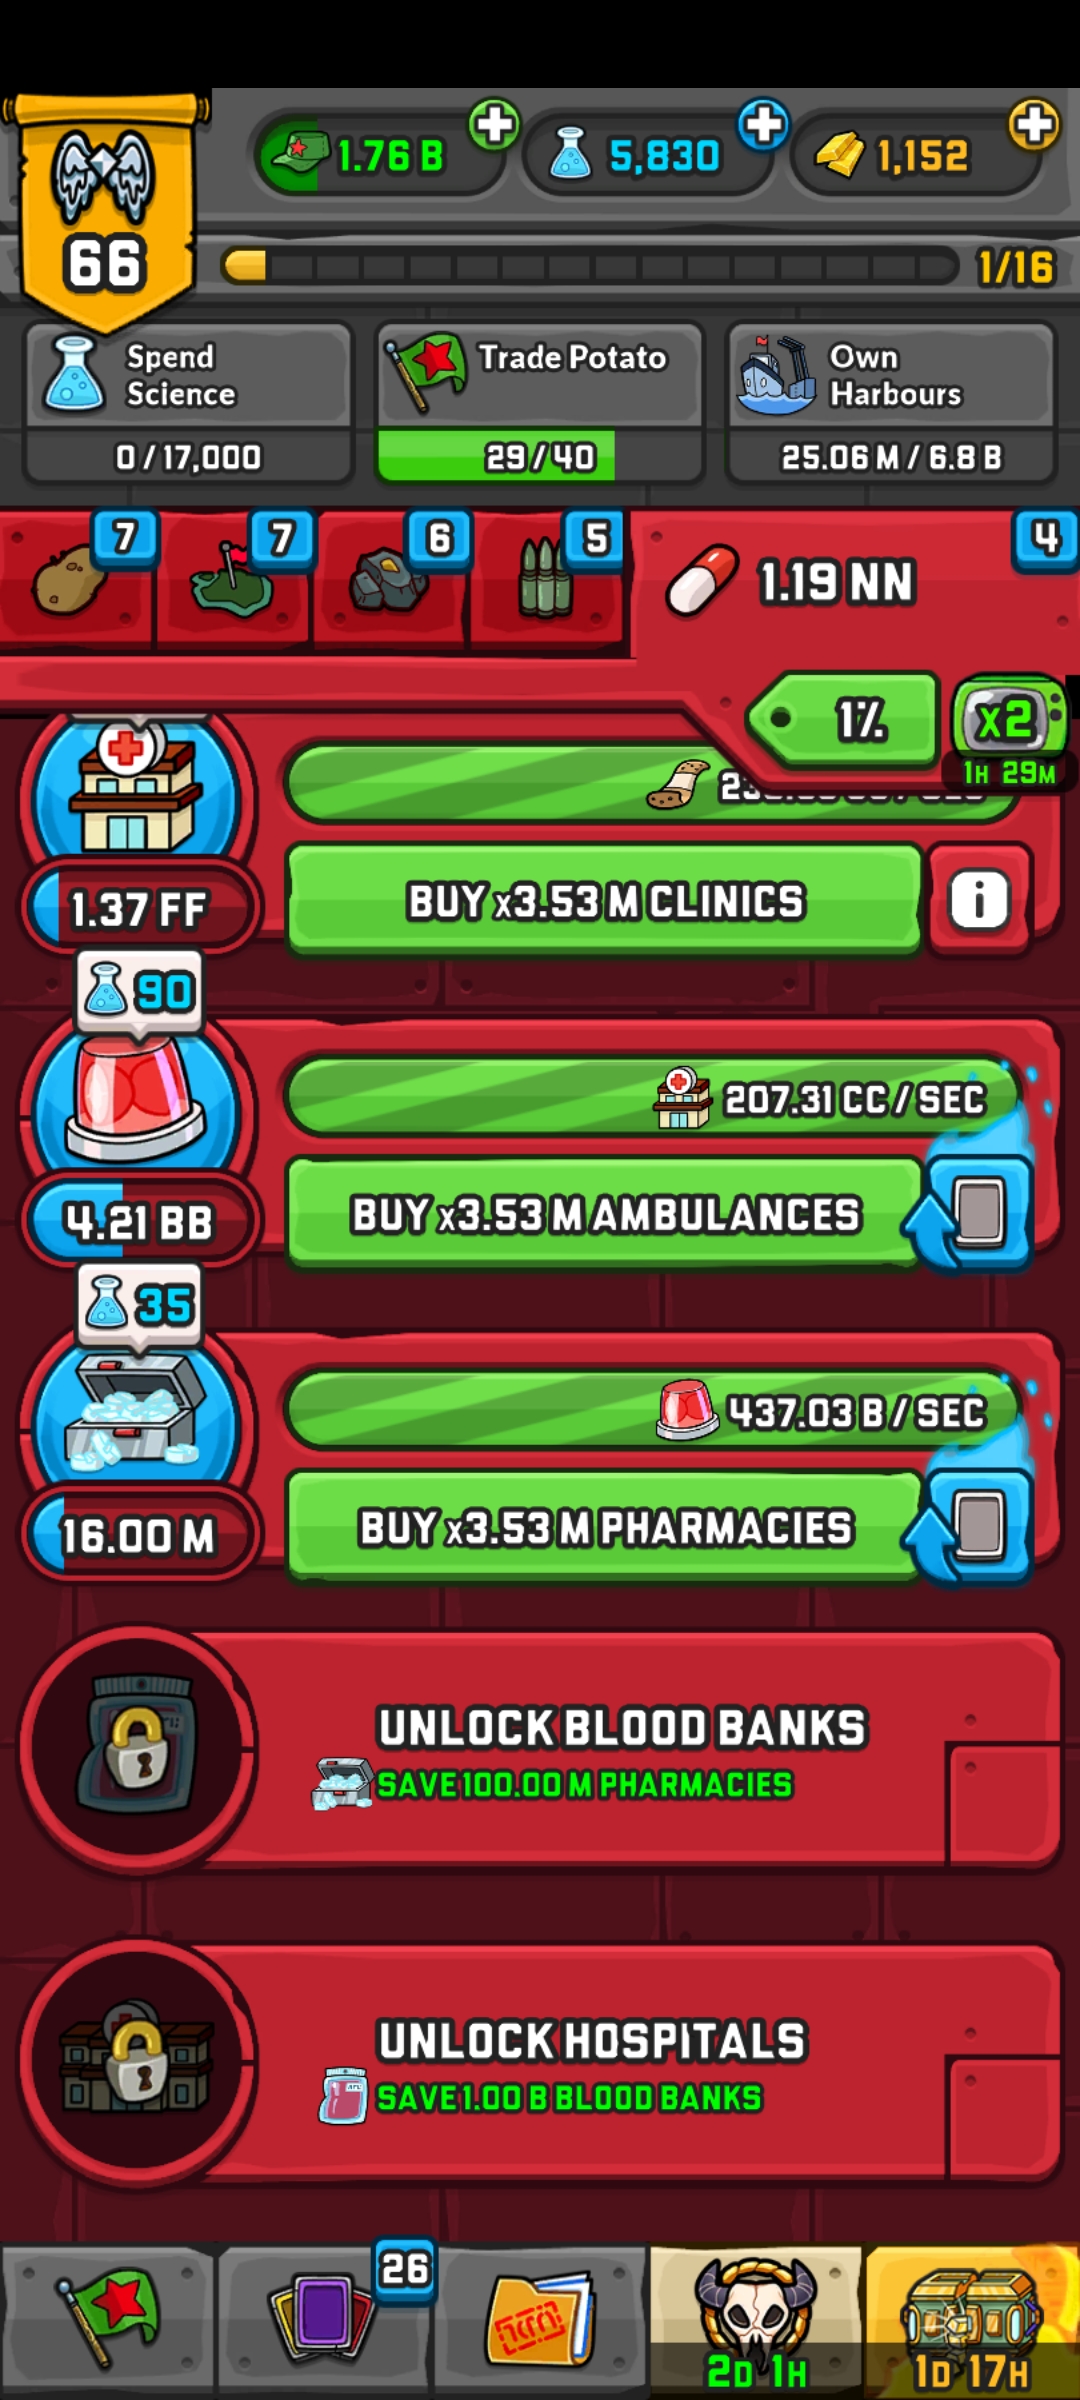 1.76 B
5,830
1,152
66
1/16
Spend
Science
0 / 17,000
Trade Potato
29 / 40
Own
Harbours
25.06 M / 6.8 B
7
7
6
5
1.19 NN
4
1%
x2
1H 29M
1.37 FF
BUY x3.53 M CLINICS
i
90
207.31 CC / SEC
4.21 BB
BUY x3.53 M AMBULANCES
35
437.03 B / SEC
16.00 M
BUY x3.53 M PHARMACIES
UNLOCK BLOOD BANKS
SAVE 100.00 M PHARMACIES
UNLOCK HOSPITALS
SAVE 1.00 B BLOOD BANKS
26
2D 1H
1D 17H